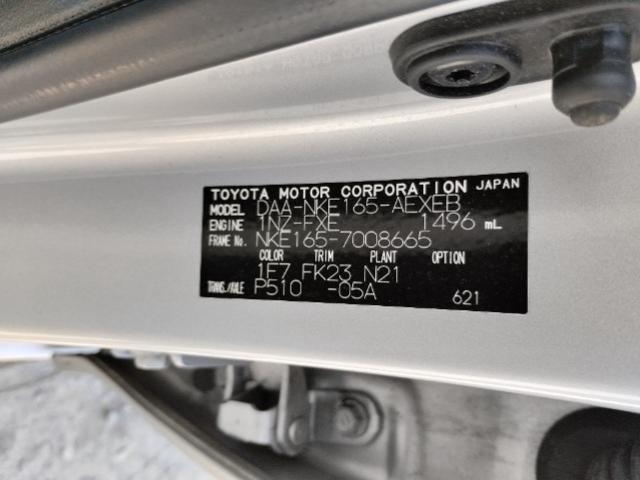 TOYOTA MOTOR CORPORATION JAPAN
MODEL DAA-NKE165-AEXEB
ENGINE 1NZ-FXE 1496 mL
FRAME No. NKE165-7008665
COLOR TRIM PLANT OPTION
1F7 FK23 N21
TRANS./AXLE P510 -05A
621